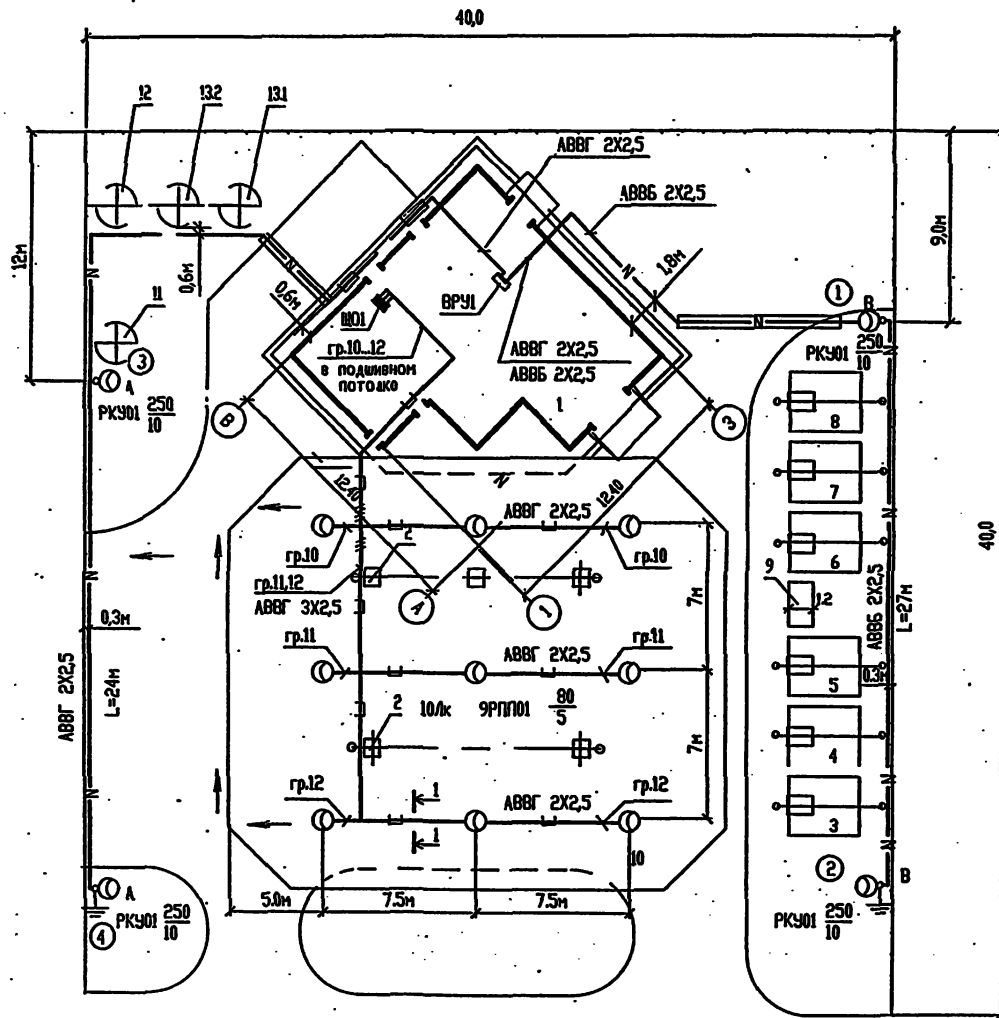 40,0
12
13.2
13.1
АВВГ 2Х2,5
АВВБ 2Х2,5
12м
9,0м
0,6м
N
N
1,8м
11
3
А
РКУ01 250/10
0,6м
ЩО1
гр.10...12
в подшивном
потолко
ВРУ1
АВВГ 2Х2,5
АВВБ 2Х2,5
1
N
1
В
РКУ01 250/10
N
8
7
6
9
1.2
5
0.3м
4
3
В
3
12.40
N
12.40
АВВГ 2Х2,5
гр.10
2
гр.10
гр.11,12
АВВГ 3Х2,5
А
1
7м
40,0
N
0,3м
АВВГ 2Х2,5
L=24м
гр.11
АВВГ 2Х2,5
гр.11
АВВБ 2Х2,5
L=27м
N
2
10Лк
9РПП01 80/5
7м
N
гр.12
1
АВВГ 2Х2,5
гр.12
1
10
N
2
В
РКУ01 250/10
5.0м
7.5м
7.5м
А
РКУ01 250/10
4